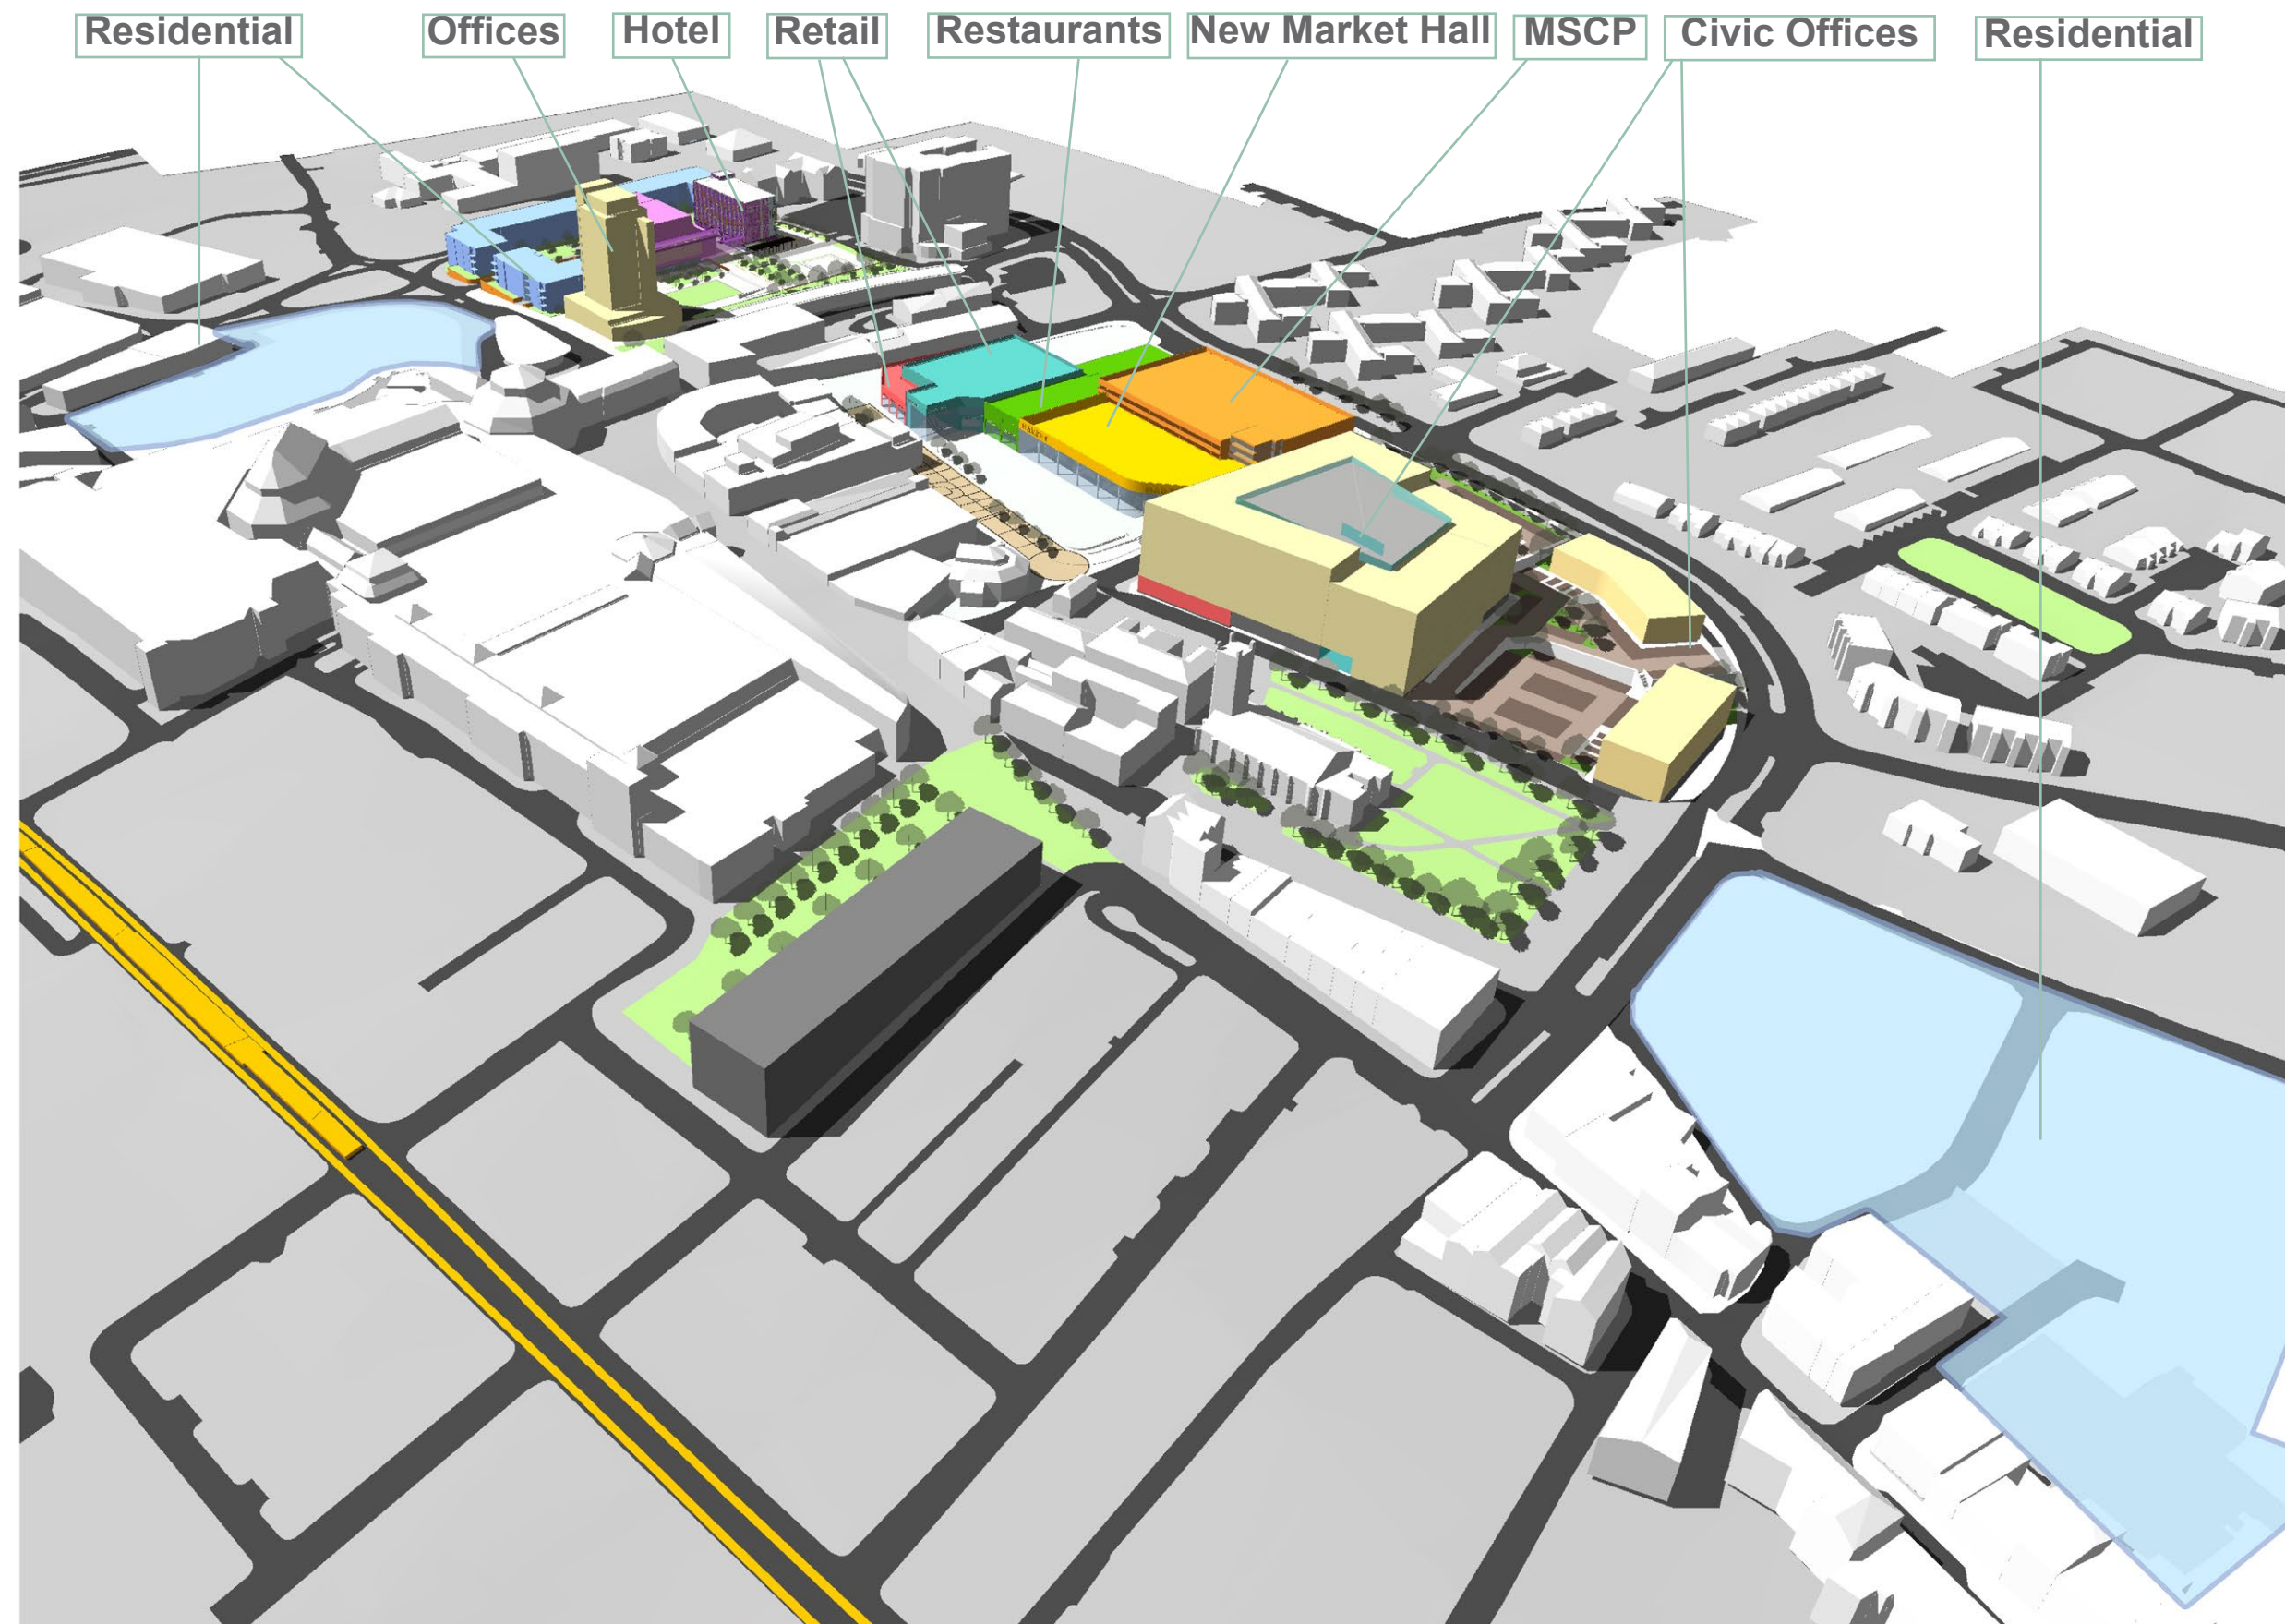 Residential
Offices
Hotel
Retail
Restaurants
New Market Hall
MSCP
Civic Offices
Residential